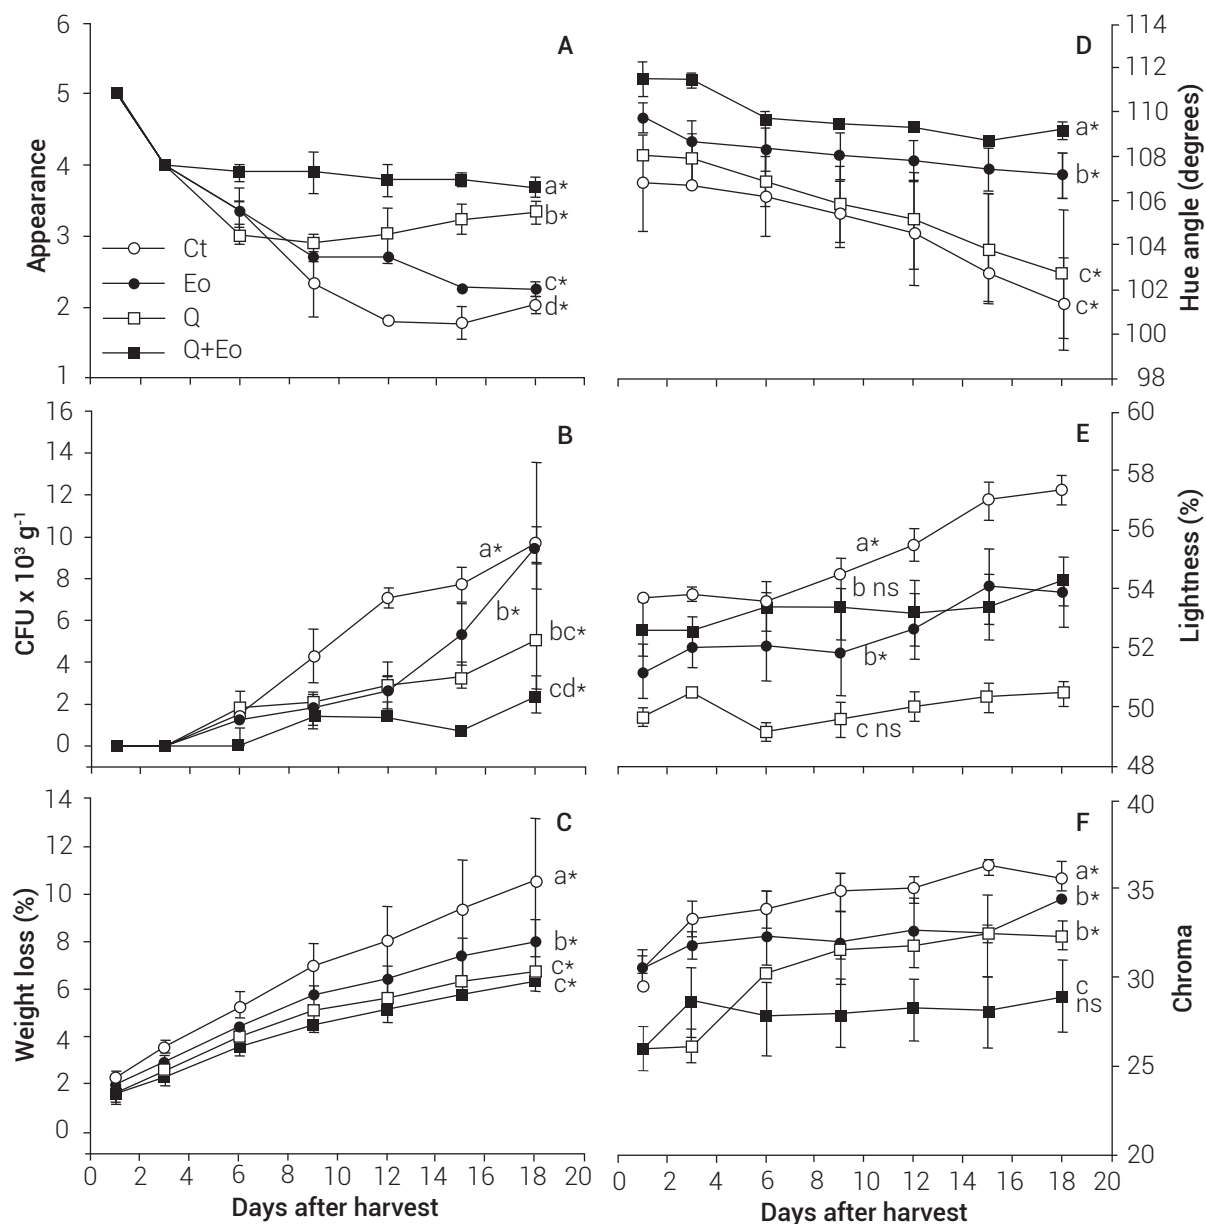 6
5
4
3
2
1
Appearance
A
Ct
Eo
Q
Q+Eo
a*
b*
c*
d*
114
112
110
108
106
104
102
100
98
Hue angle (degrees)
D
a*
b*
c*
c*
16
14
12
10
8
6
4
2
0
CFU x 10³ g⁻¹
B
a*
b*
bc*
cd*
60
58
56
54
52
50
48
Lightness (%)
E
a*
b ns
b*
c ns
14
12
10
8
6
4
2
0
Weight loss (%)
C
a*
b*
c*
c*
0 2 4 6 8 10 12 14 16 18 20
Days after harvest
40
35
30
25
20
Chroma
F
a*
b*
b*
c
ns
0 2 4 6 8 10 12 14 16 18 20
Days after harvest